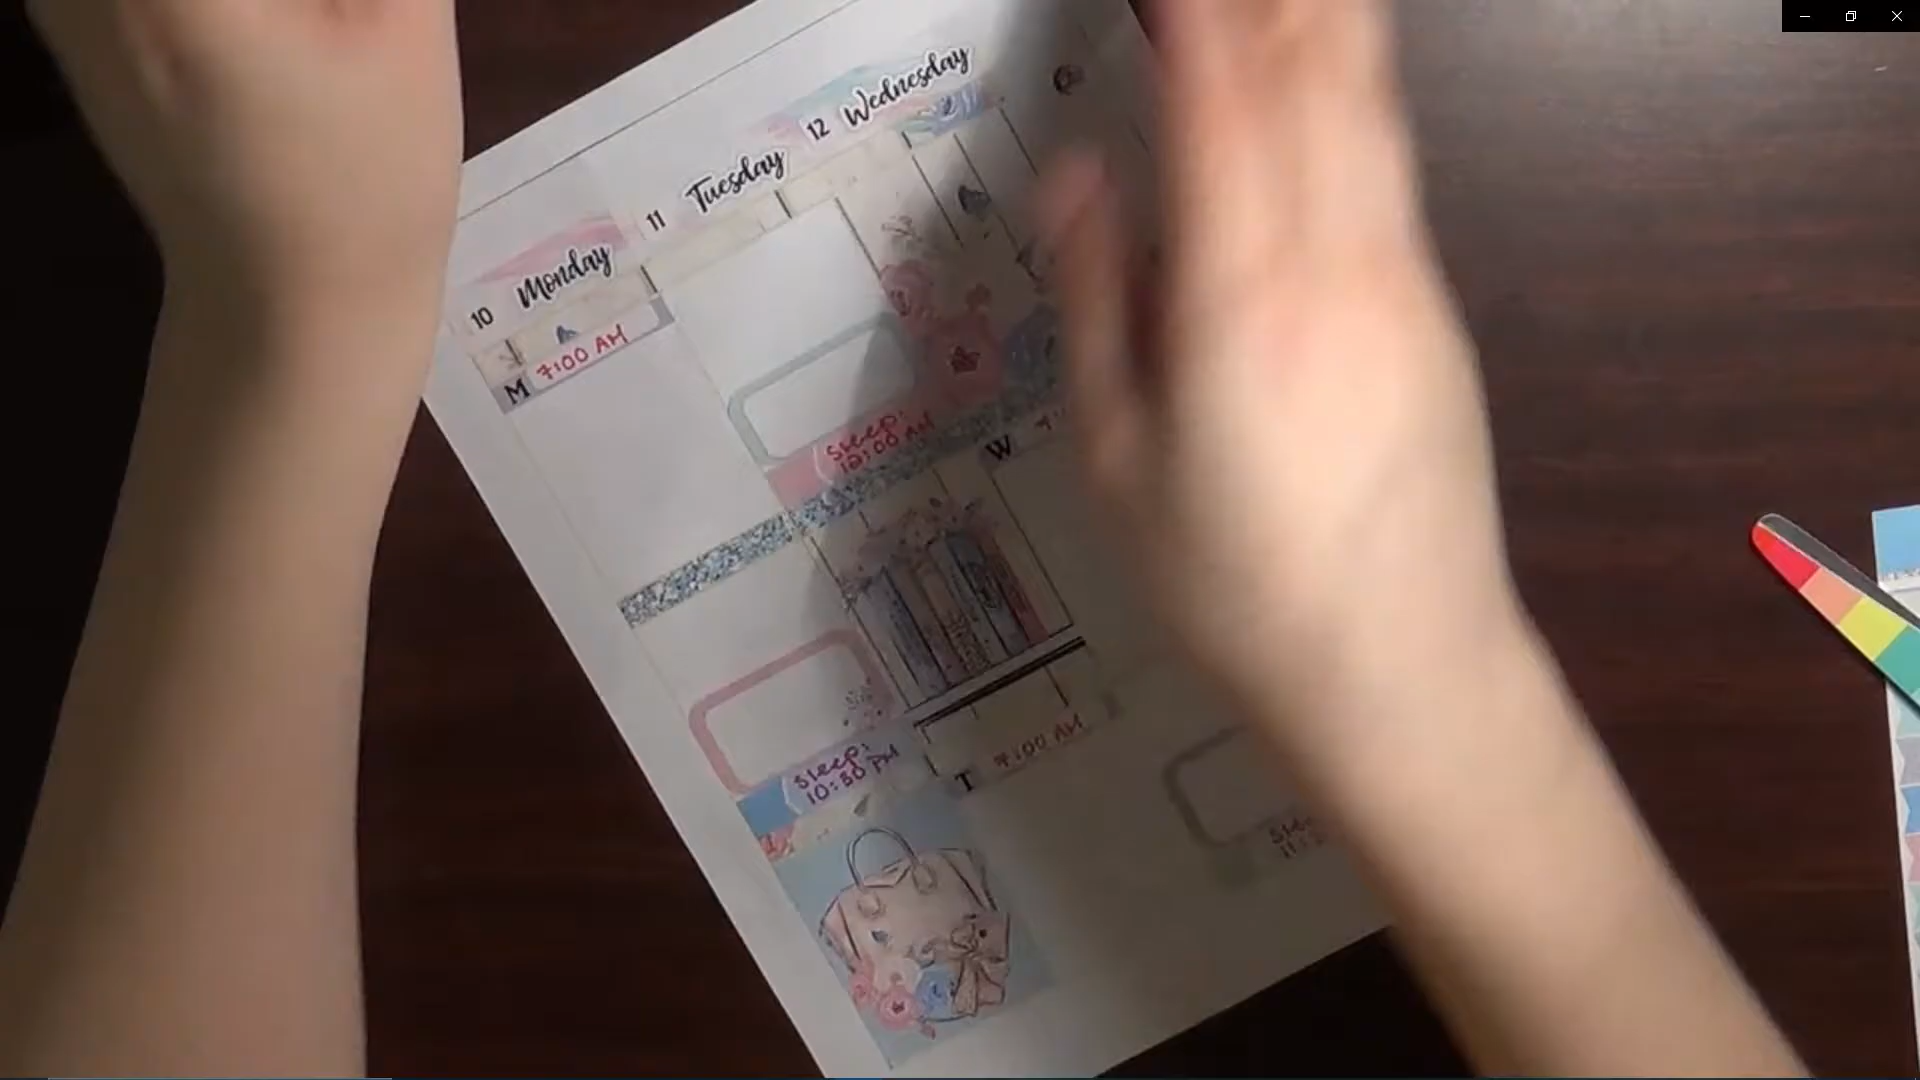 10 Monday
11 Tuesday
12 Wednesday
M 7:00 AM
sleep:
12:00 AM
W
sleep:
10:30 PM
T 7:00 AM